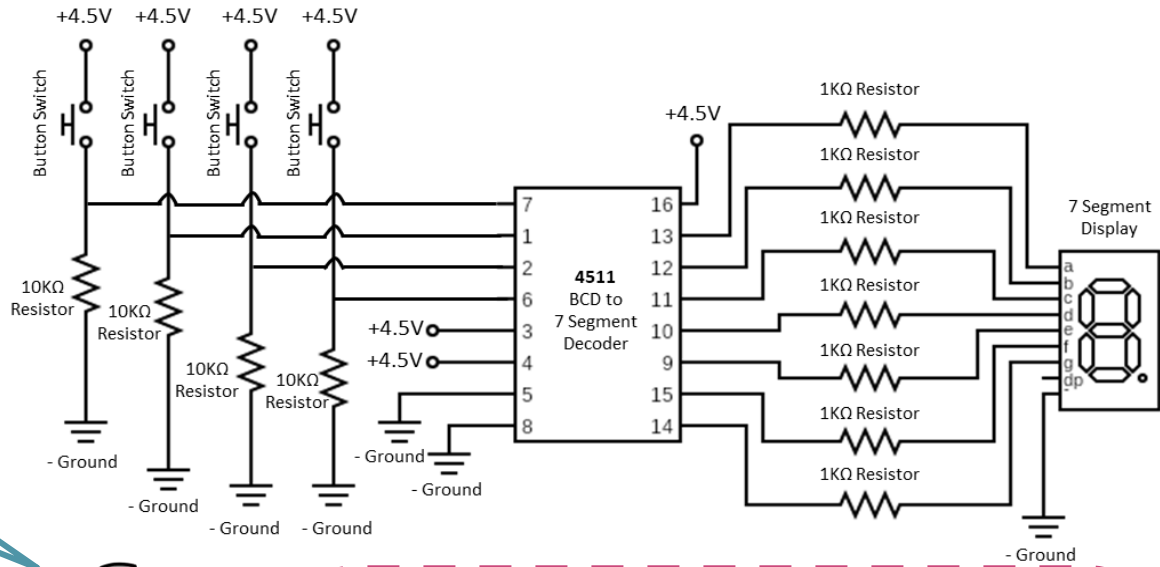 +4.5V +4.5V +4.5V +4.5V
Button Switch
Button Switch
Button Switch
Button Switch
10KΩ
Resistor
10KΩ
Resistor
10KΩ
Resistor
10KΩ
Resistor
- Ground
- Ground
- Ground
- Ground
+4.5V
+4.5V
- Ground
- Ground
7
1
2
6
3
4
5
8
4511
BCD to
7 Segment
Decoder
16
13
12
11
10
9
15
14
+4.5V
1KΩ Resistor
1KΩ Resistor
1KΩ Resistor
1KΩ Resistor
1KΩ Resistor
1KΩ Resistor
1KΩ Resistor
7 Segment
Display
a
b
c
d
e
f
g
dp
-
- Ground